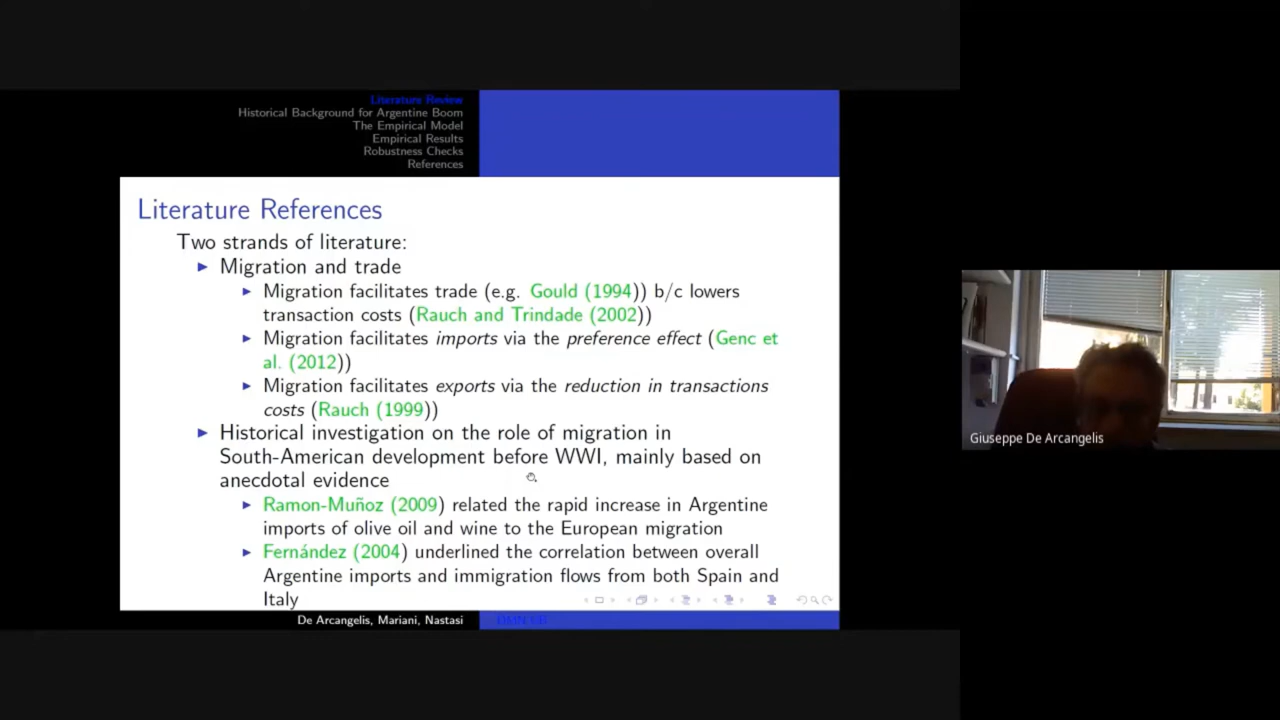 Literature Review
Historical Background for Argentine Boom
The Empirical Model
Empirical Results
Robustness Checks
References
Literature References
Two strands of literature:
Migration and trade
Migration facilitates trade (e.g. Gould (1994)) b/c lowers
transaction costs (Rauch and Trindade (2002))
Migration facilitates imports via the preference effect (Genc et
al. (2012))
Migration facilitates exports via the reduction in transactions
costs (Rauch (1999))
Historical investigation on the role of migration in
South-American development before WWI, mainly based on
anecdotal evidence
Ramon-Muñoz (2009) related the rapid increase in Argentine
imports of olive oil and wine to the European migration
Fernández (2004) underlined the correlation between overall
Argentine imports and immigration flows from both Spain and
Italy
De Arcangelis, Mariani, Nastasi
Giuseppe De Arcangelis